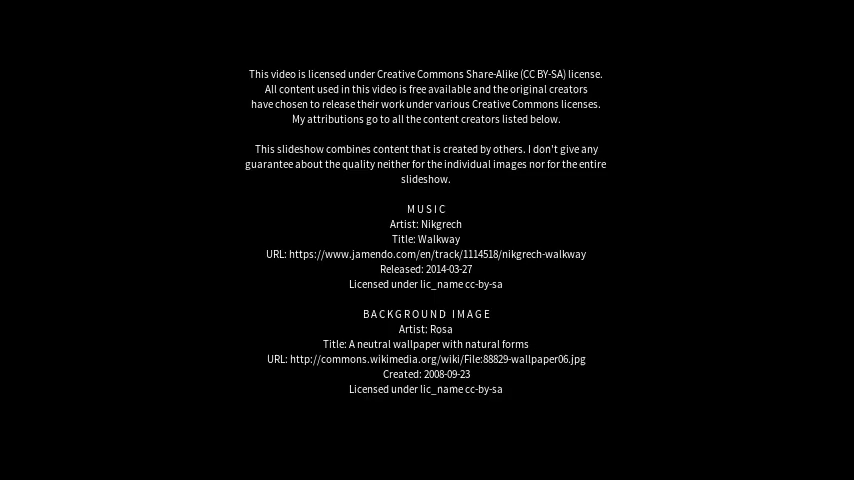 This video is licensed under Creative Commons Share-Alike (CC BY-SA) license.
All content used in this video is free available and the original creators
have chosen to release their work under various Creative Commons licenses.
My attributions go to all the content creators listed below.
This slideshow combines content that is created by others. I don't give any
guarantee about the quality neither for the individual images nor for the entire
slideshow.
MUSIC
Artist: Nikgrech
Title: Walkway
URL: https://www.jamendo.com/en/track/1114518/nikgrech-walkway
Released: 2014-03-27
Licensed under lic_name cc-by-sa
BACKGROUND IMAGE
Artist: Rosa
Title: A neutral wallpaper with natural forms
URL: http://commons.wikimedia.org/wiki/File:88829-wallpaper06.jpg
Created: 2008-09-23
Licensed under lic_name cc-by-sa